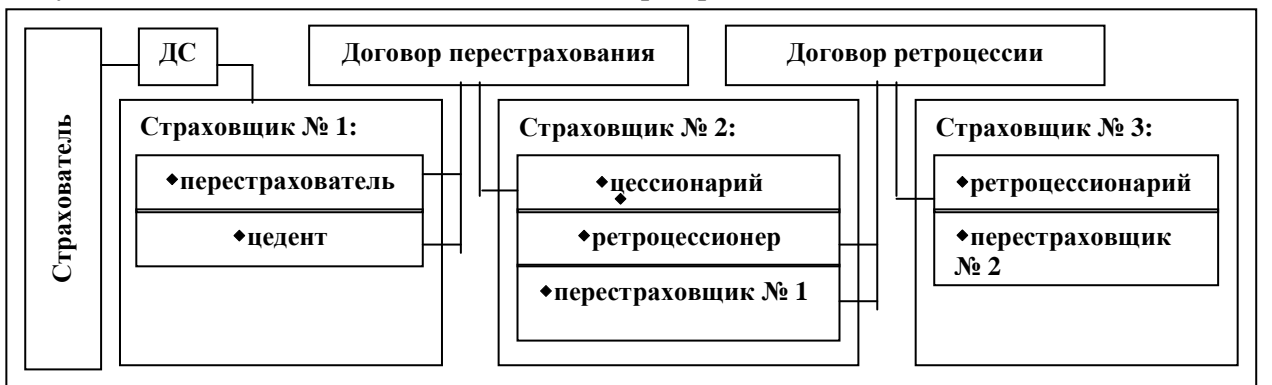 Страхователь
ДС
Договор перестрахования
Договор ретроцессии
Страховщик № 1:
перестрахователь
цедент
Страховщик № 2:
цессионарий
ретроцессионер
перестраховщик № 1
Страховщик № 3:
ретроцессионарий
перестраховщик
№ 2